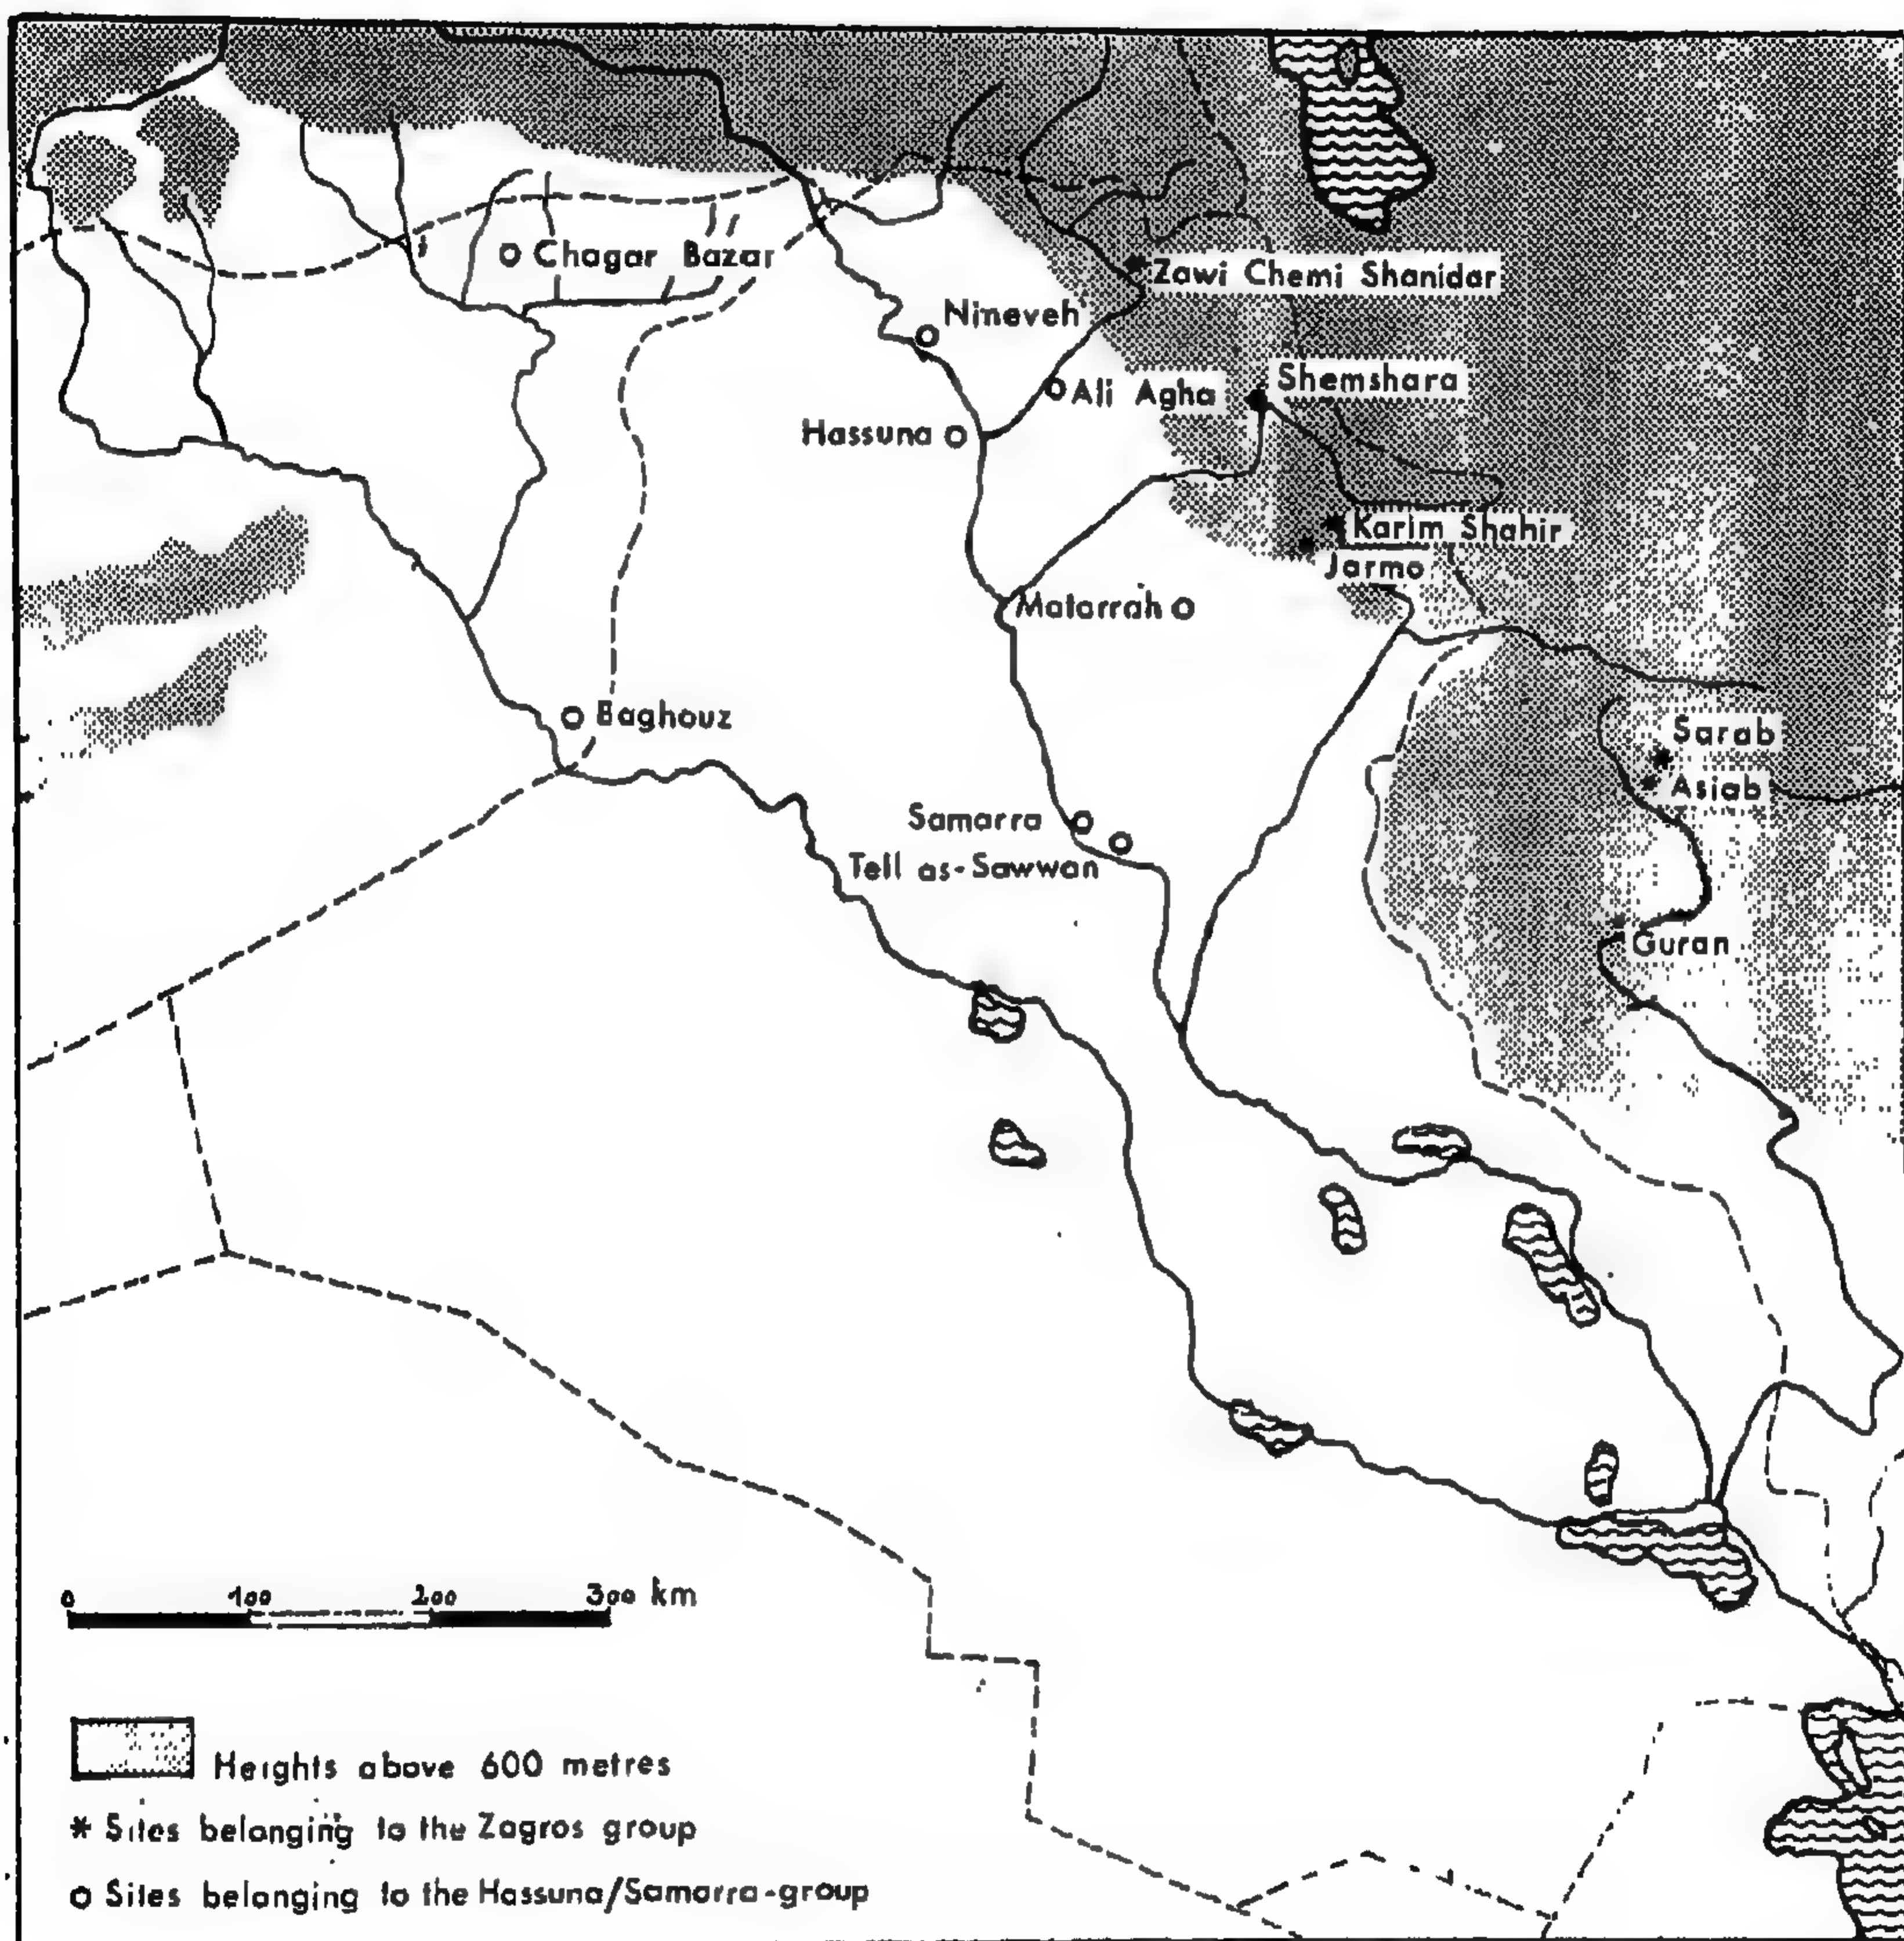 Chagar Bazar
Zawi Chemi Shanidar
Nineveh
Shemshara
Ali Agha
Hassuna
Karim Shahir
Jarmo
Matarrah
Baghouz
Sarab
Asiab
Samarra
Tell as-Sawwan
Guran
0 100 200 300 km
Heights above 600 metres
* Sites belonging to the Zagros group
o Sites belonging to the Hassuna/Samarra-group